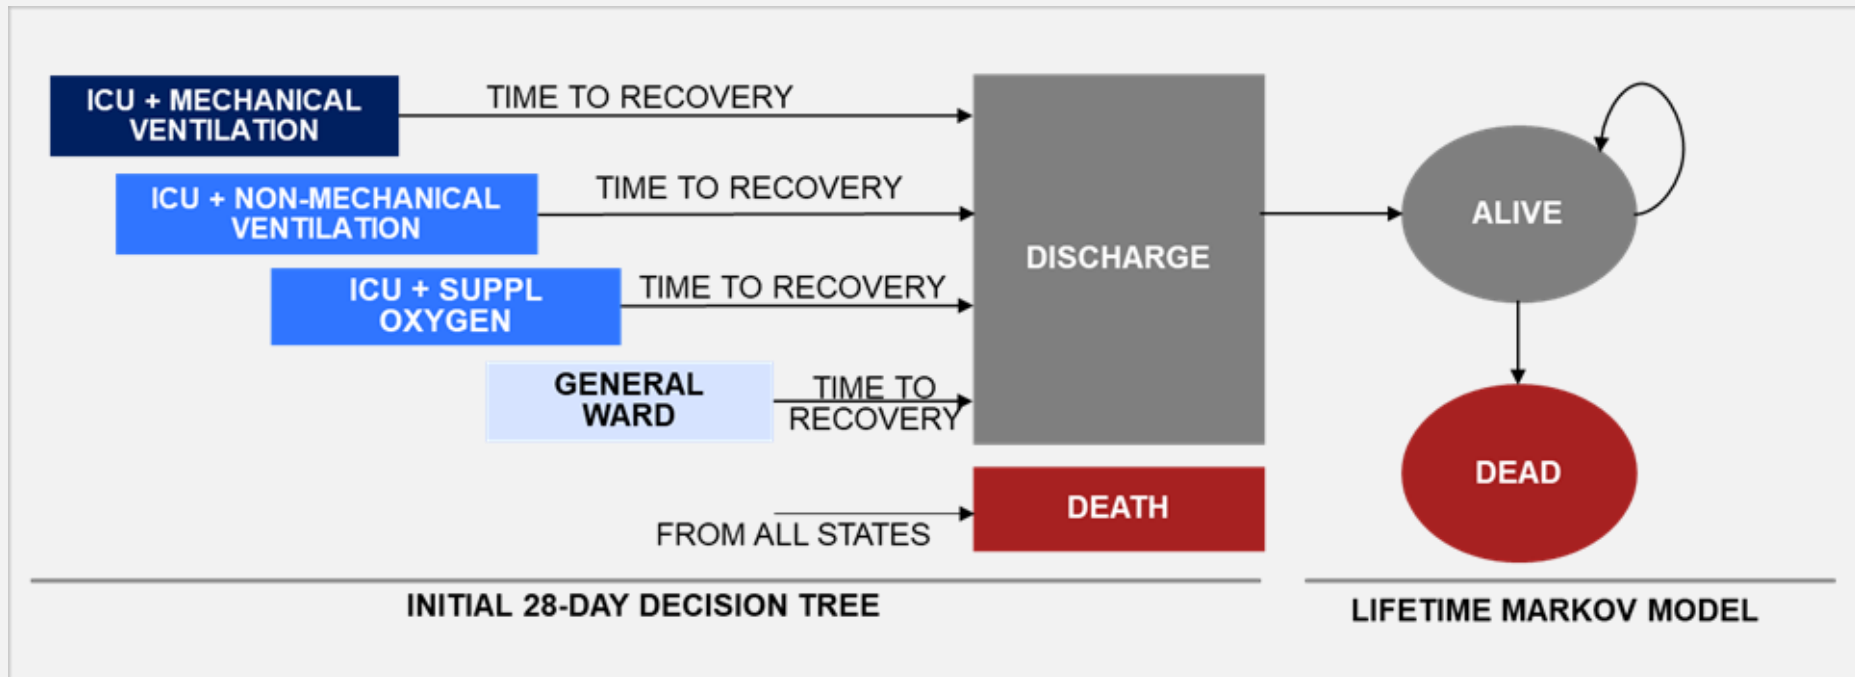 ICU + MECHANICAL
VENTILATION
TIME TO RECOVERY
ICU + NON-MECHANICAL
VENTILATION
TIME TO RECOVERY
ICU + SUPPL
OXYGEN
TIME TO RECOVERY
GENERAL
WARD
TIME TO
RECOVERY
DISCHARGE
ALIVE
FROM ALL STATES
DEATH
DEAD
INITIAL 28-DAY DECISION TREE
LIFETIME MARKOV MODEL